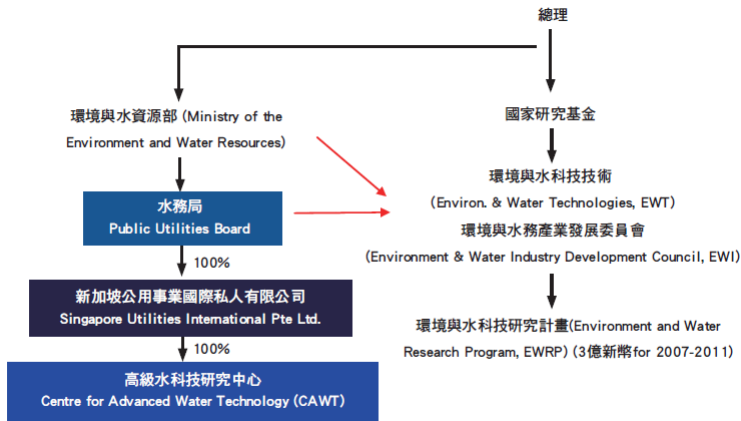 總理
環境與水資源部 (Ministry of the
Environment and Water Resources)
水務局
Public Utilities Board
100%
新加坡公用事業國際私人有限公司
Singapore Utilities International Pte Ltd.
100%
高級水科技研究中心
Centre for Advanced Water Technology (CAWT)
國家研究基金
環境與水科技技術
(Environ. & Water Technologies, EWT)
環境與水務產業發展委員會
(Environment & Water Industry Development Council, EWI)
環境與水科技研究計畫(Environment and Water
Research Program, EWRP) (3億新幣for 2007-2011)